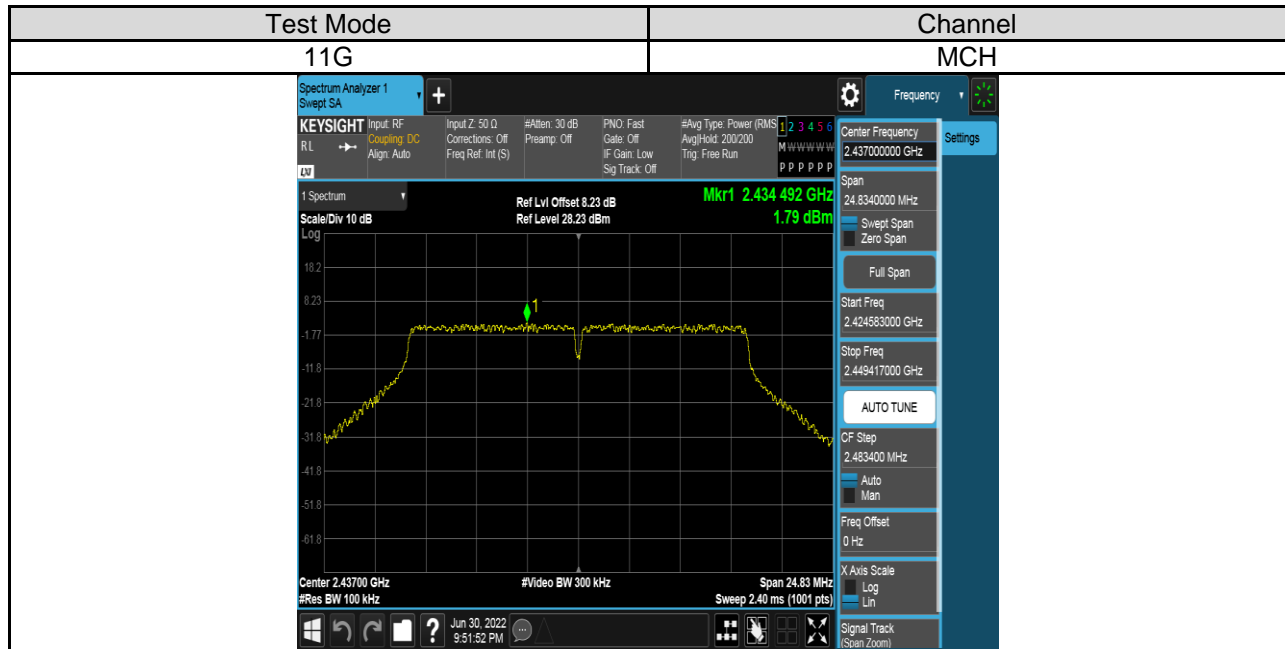 Test Mode Channel
11G MCH
Spectrum Analyzer 1
Swept SA
+
Frequency
KEYSIGHT
RL
LXI
Input: RF
Coupling: DC
Align: Auto
Input Z: 50 Ω
Corrections: Off
Freq Ref: Int (S)
#Atten: 30 dB
Preamp: Off
PNO: Fast
Gate: Off
IF Gain: Low
Sig Track: Off
#Avg Type: Power (RMS
Avg|Hold: 200/200
Trig: Free Run
1 2 3 4 5 6
M W W W W W
P P P P P P
1 Spectrum
Scale/Div 10 dB
Log
Ref Lvl Offset 8.23 dB
Ref Level 28.23 dBm
Mkr1 2.434 492 GHz
1.79 dBm
18.2
8.23
-1.77
-11.8
-21.8
-31.8
-41.8
-51.8
-61.8
1
Center 2.43700 GHz
#Res BW 100 kHz
#Video BW 300 kHz
Span 24.83 MHz
Sweep 2.40 ms (1001 pts)
?
Jun 30, 2022
9:51:52 PM
Center Frequency
2.437000000 GHz
Settings
Span
24.8340000 MHz
Swept Span
Zero Span
Full Span
Start Freq
2.424583000 GHz
Stop Freq
2.449417000 GHz
AUTO TUNE
CF Step
2.483400 MHz
Auto
Man
Freq Offset
0 Hz
X Axis Scale
Log
Lin
Signal Track
(Span Zoom)